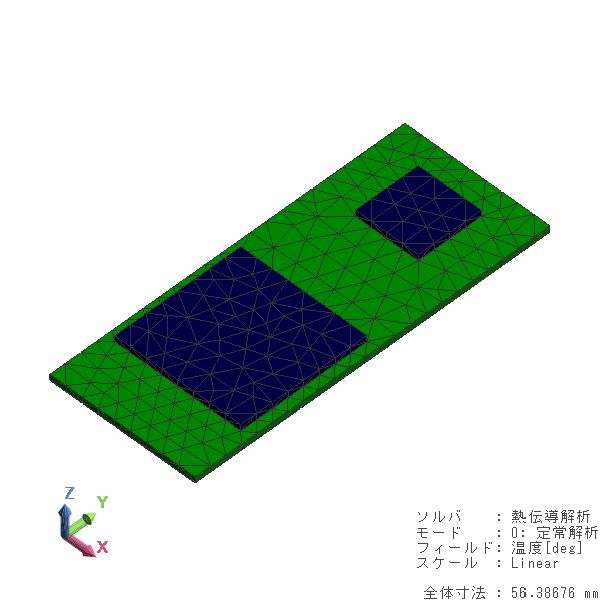 Z
Y
X
ソルバ : 熱伝導解析
モード : 0: 定常解析
フィールド: 温度[deg]
スケール : Linear
全体寸法 : 56.38676 mm